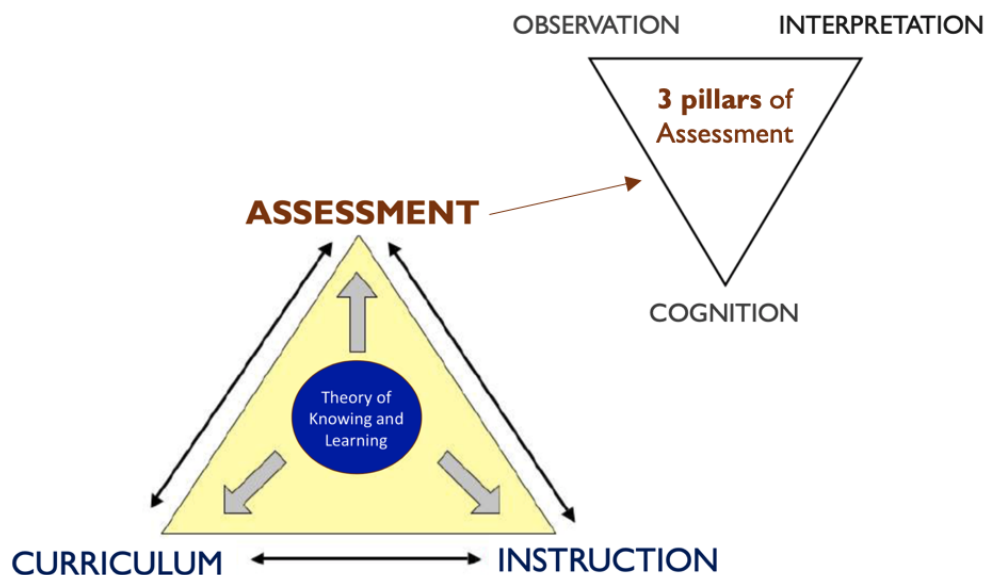 OBSERVATION
INTERPRETATION
3 pillars of
Assessment
ASSESSMENT
COGNITION
Theory of
Knowing and
Learning
CURRICULUM
INSTRUCTION